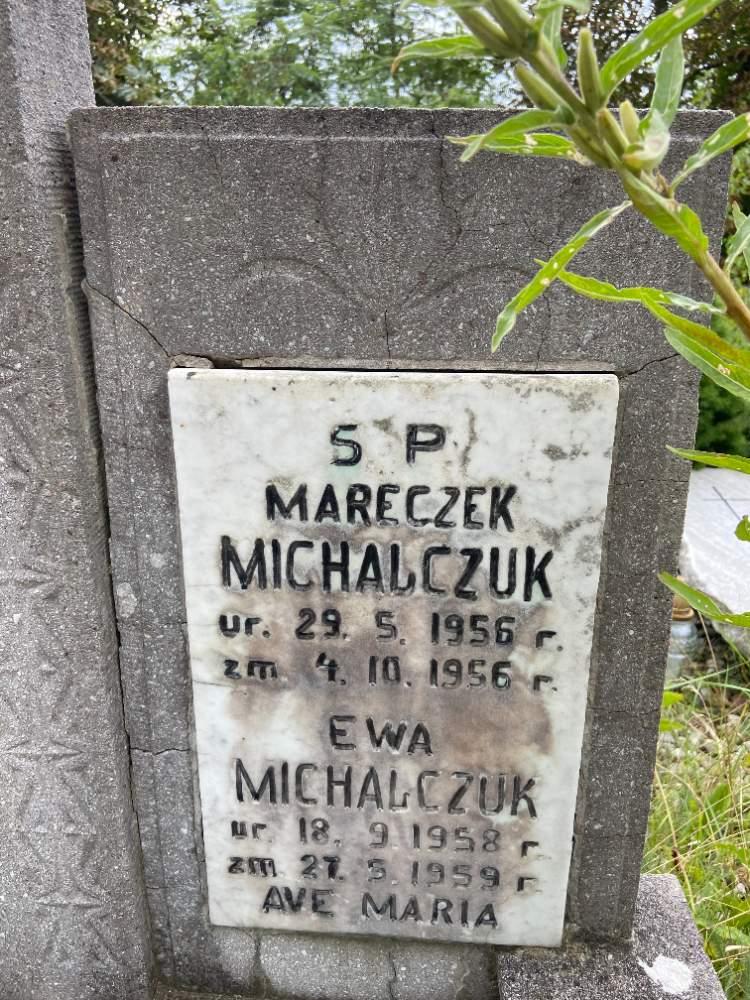 S P
MARECZEK
MICHALCZUK
ur. 29. 5. 1956 r.
zm. 4. 10. 1956 r.
EWA
MICHALCZUK
ur. 18. 9. 1958 r.
zm. 27. 5. 1959 r.
AVE MARIA